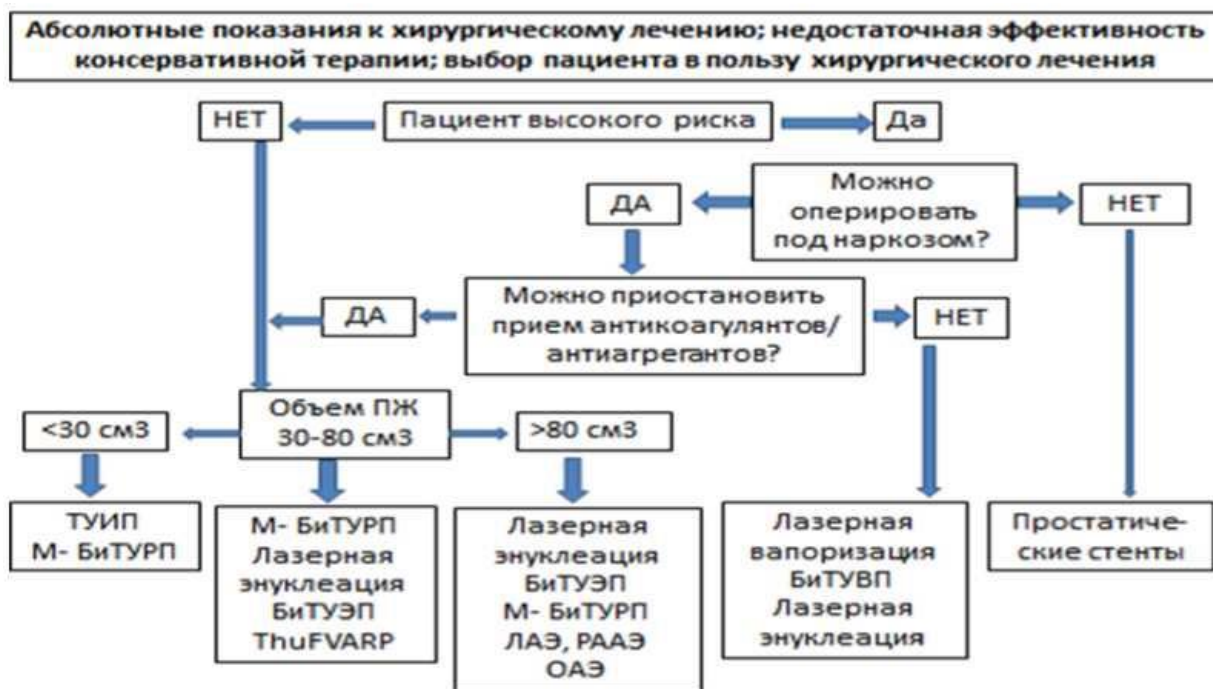 Абсолютные показания к хирургическому лечению; недостаточная эффективность
консервативной терапии; выбор пациента в пользу хирургического лечения
НЕТ
Пациент высокого риска
Да
ДА
Можно
оперировать
под наркозом?
НЕТ
ДА
Можно приостановить
прием антикоагулянтов/
антиагрегантов?
НЕТ
<30 см3
Объем ПЖ
30-80 см3
>80 см3
ТУИП
М- БиТУРП
М- БиТУРП
Лазерная
энуклеация
БиТУЭП
ThuFVARP
Лазерная
энуклеация
БиТУЭП
М- БиТУРП
ЛАЭ, РААЭ
ОАЭ
Лазерная
вапоризация
БиТУВП
Лазерная
энуклеация
Простатиче-
ские стенты